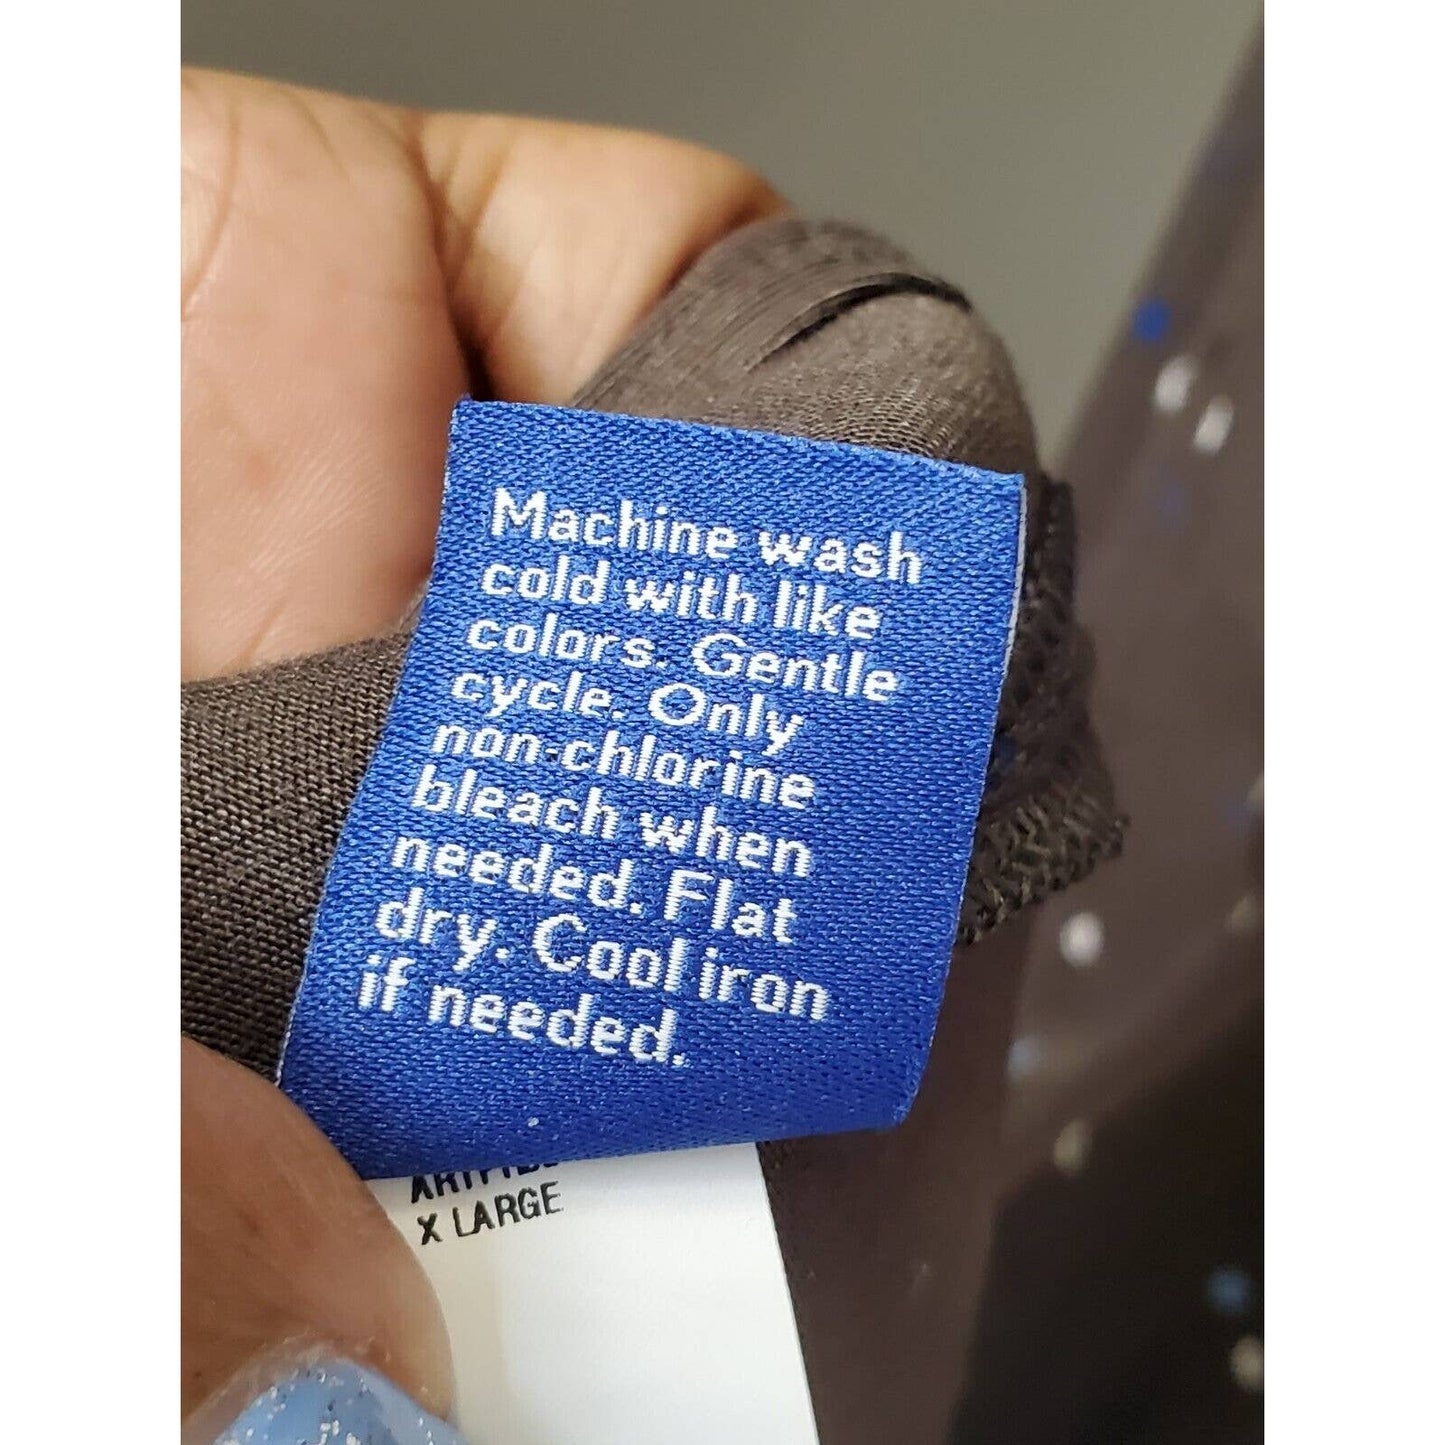 Machine wash
cold with like
colors. Gentle
cycle. Only
non-chlorine
bleach when
needed. Flat
dry. Cool iron
if needed.
X LARGE